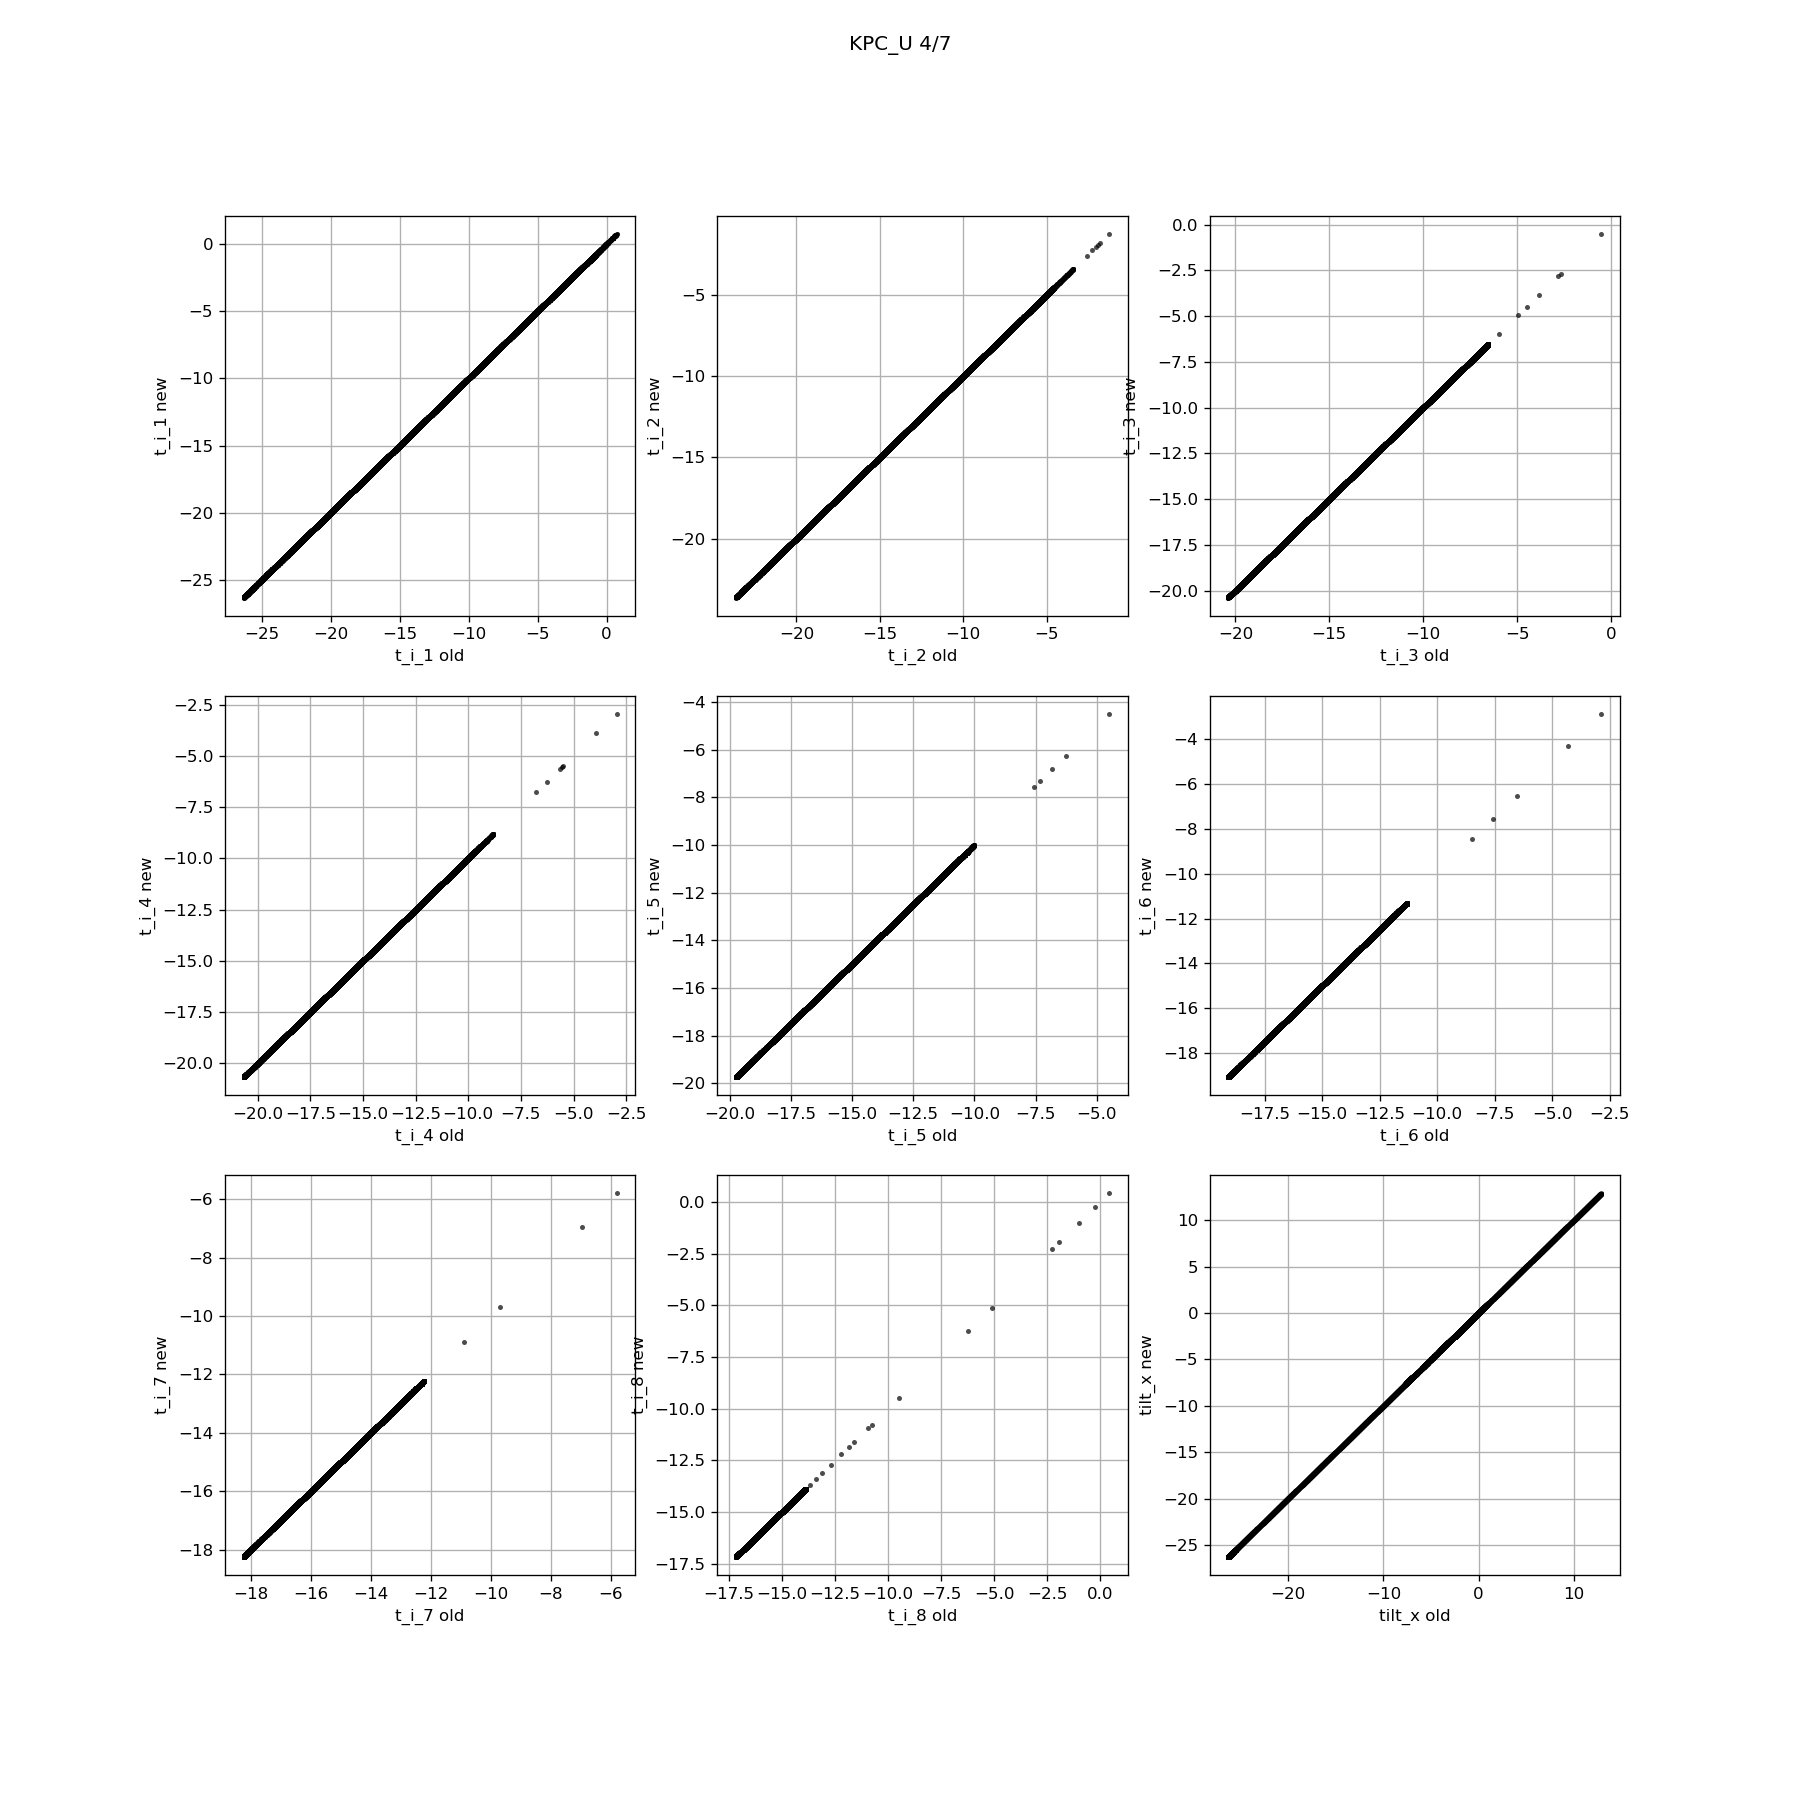 KPC_U 4/7
t_i_1 new
0
−5
−10
−15
−20
−25
−25 −20 −15 −10 −5 0
t_i_1 old
t_i_2 new
−5
−10
−15
−20
−20 −15 −10 −5
t_i_2 old
t_i_3 new
0.0
−2.5
−5.0
−7.5
−10.0
−12.5
−15.0
−17.5
−20.0
−20 −15 −10 −5 0
t_i_3 old
t_i_4 new
−2.5
−5.0
−7.5
−10.0
−12.5
−15.0
−17.5
−20.0
−20.0 −17.5 −15.0 −12.5 −10.0 −7.5 −5.0 −2.5
t_i_4 old
t_i_5 new
−4
−6
−8
−10
−12
−14
−16
−18
−20
−20.0 −17.5 −15.0 −12.5 −10.0 −7.5 −5.0
t_i_5 old
t_i_6 new
−4
−6
−8
−10
−12
−14
−16
−18
−17.5 −15.0 −12.5 −10.0 −7.5 −5.0 −2.5
t_i_6 old
t_i_7 new
−6
−8
−10
−12
−14
−16
−18
−18 −16 −14 −12 −10 −8 −6
t_i_7 old
t_i_8 new
0.0
−2.5
−5.0
−7.5
−10.0
−12.5
−15.0
−17.5
−17.5 −15.0 −12.5 −10.0 −7.5 −5.0 −2.5 0.0
t_i_8 old
tilt_x new
10
5
0
−5
−10
−15
−20
−25
−20 −10 0 10
tilt_x old